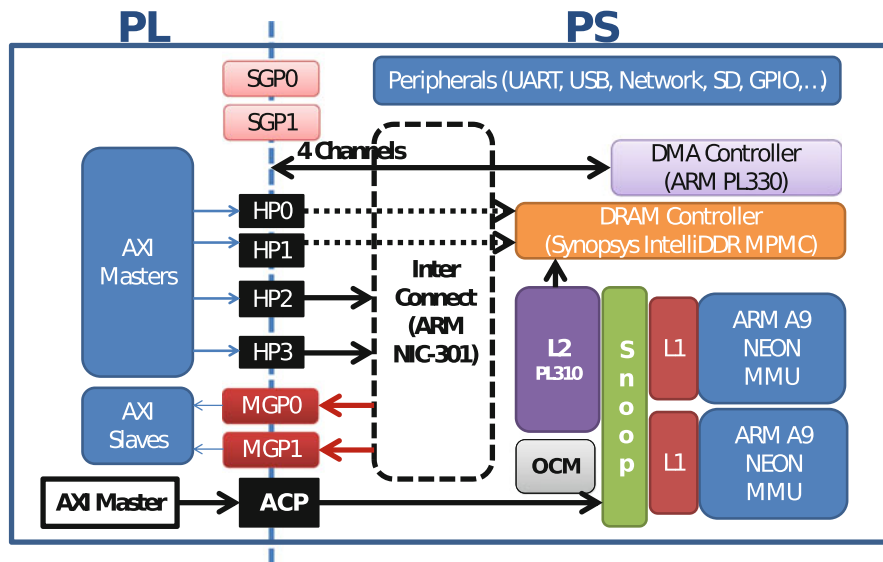 PL
PS
SGP0
Peripherals (UART, USB, Network, SD, GPIO,...)
SGP1
4 Channels
DMA Controller
(ARM PL330)
HP0
DRAM Controller
(Synopsys IntelliDDR MPMC)
HP1
AXI
Masters
Inter
Connect
(ARM
NIC-301)
HP2
HP3
L2
PL310
Snoop
L1
ARM A9
NEON
MMU
AXI
Slaves
MGP0
MGP1
OCM
L1
ARM A9
NEON
MMU
AXI Master
ACP